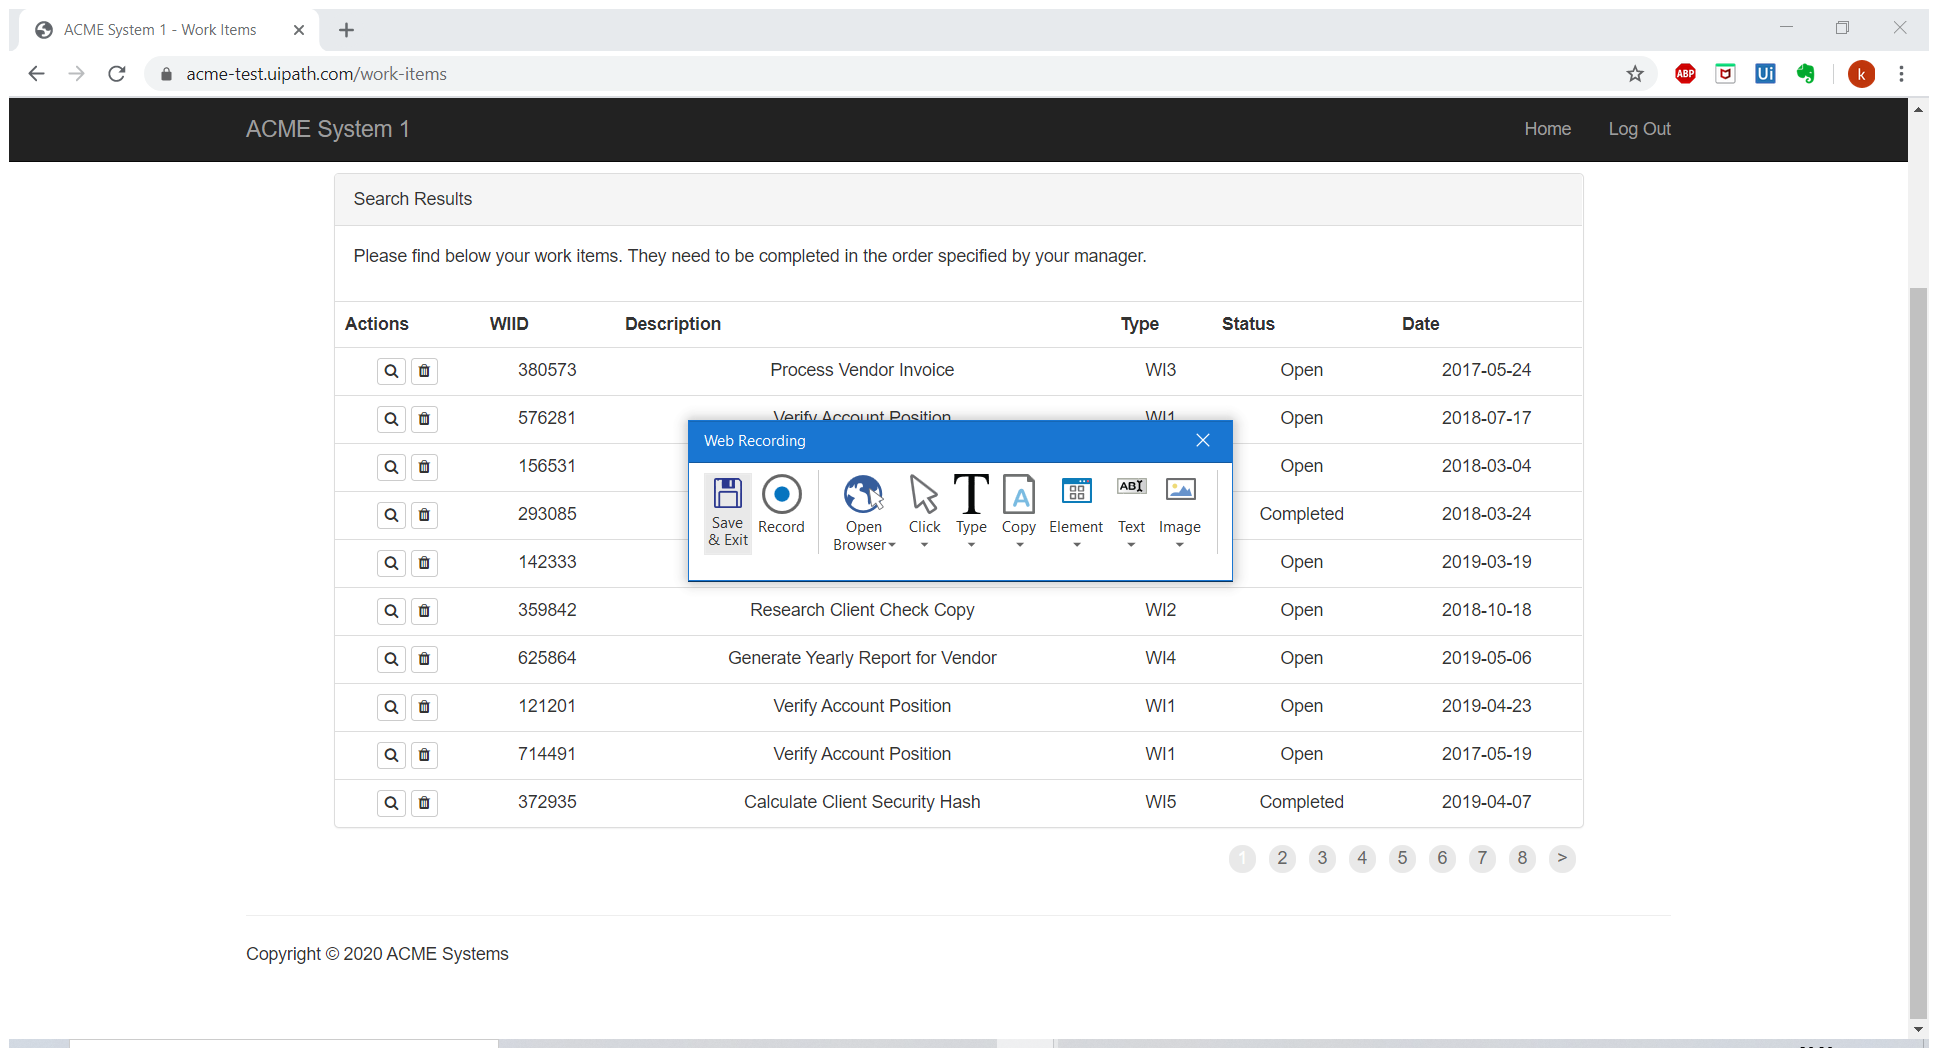 ACME System 1 - Work Items
acme-test.uipath.com/work-items
ABP
Ui
k
ACME System 1 Home Log Out
Search Results
Please find below your work items. They need to be completed in the order specified by your manager.
Actions WIID Description Type Status Date
380573 Process Vendor Invoice WI3 Open 2017-05-24
576281 Verify Account Position WI1 Open 2018-07-17
156531 Open 2018-03-04
293085 Completed 2018-03-24
142333 Open 2019-03-19
Web Recording
Save & Exit
Record
Open Browser
Click
T
Type
A
Copy
Element
AB
Text
Image
359842 Research Client Check Copy WI2 Open 2018-10-18
625864 Generate Yearly Report for Vendor WI4 Open 2019-05-06
121201 Verify Account Position WI1 Open 2019-04-23
714491 Verify Account Position WI1 Open 2017-05-19
372935 Calculate Client Security Hash WI5 Completed 2019-04-07
1 2 3 4 5 6 7 8 >
Copyright © 2020 ACME Systems